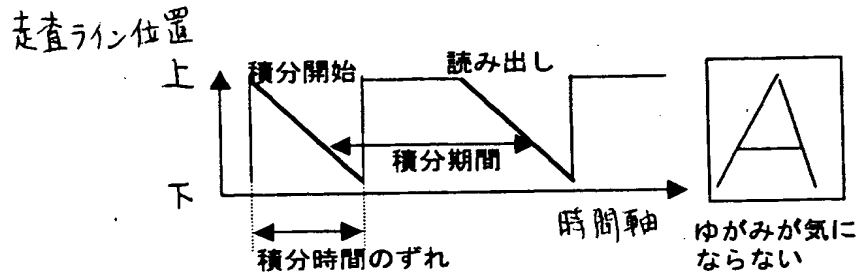 走査ライン位置
上
積分開始
読み出し
積分期間
下
時間軸
積分時間のずれ
A
ゆがみが気に
ならない